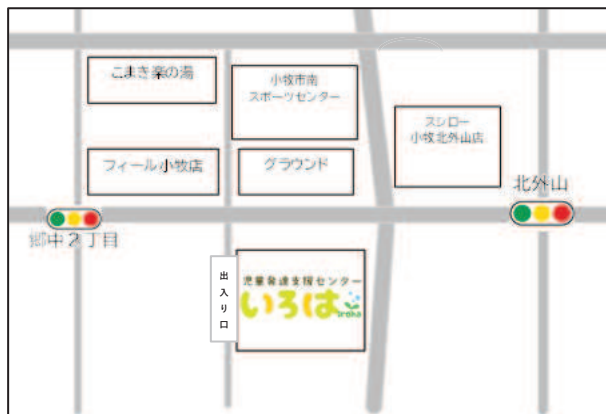 こまき楽の湯
小牧市南
スポーツセンター
スシロー
小牧北外山店
フィール小牧店
グラウンド
北外山
郷中2丁目
出入り口
児童発達支援センター
いろは
iroha